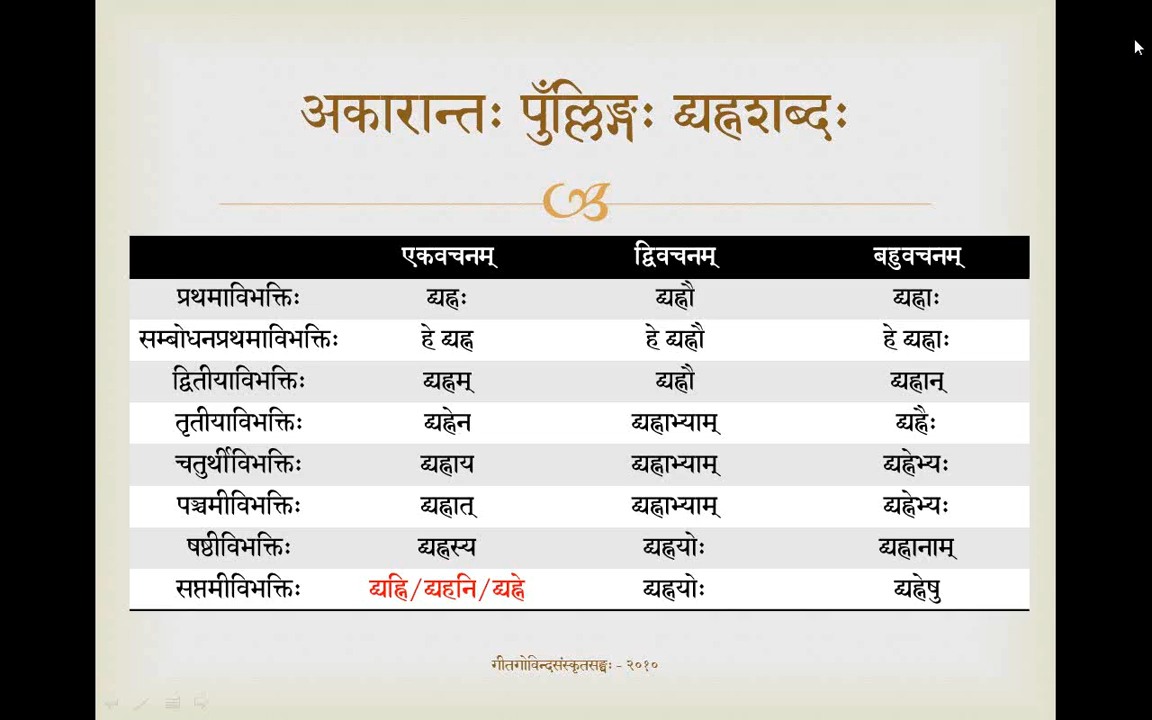 अकारान्तः पुँल्लिङ्गः द्व्यह्नशब्दः
एकवचनम् द्विवचनम् बहुवचनम्
प्रथमाविभक्तिः द्व्यह्नः द्व्यह्नौ द्व्यह्नाः
सम्बोधनप्रथमाविभक्तिः हे द्व्यह्न हे द्व्यह्नौ हे द्व्यह्नाः
द्वितीयाविभक्तिः द्व्यह्नम् द्व्यह्नौ द्व्यह्नान्
तृतीयाविभक्तिः द्व्यह्नेन द्व्यह्नाभ्याम् द्व्यह्नैः
चतुर्थीविभक्तिः द्व्यह्नाय द्व्यह्नाभ्याम् द्व्यह्नेभ्यः
पञ्चमीविभक्तिः द्व्यह्नात् द्व्यह्नाभ्याम् द्व्यह्नेभ्यः
षष्ठीविभक्तिः द्व्यह्नस्य द्व्यह्नयोः द्व्यह्नानाम्
सप्तमीविभक्तिः द्व्यह्नि/द्व्यहनि/द्व्यह्ने द्व्यह्नयोः द्व्यह्नेषु
गीतगोविन्दसंस्कृतसङ्घः - २०१०